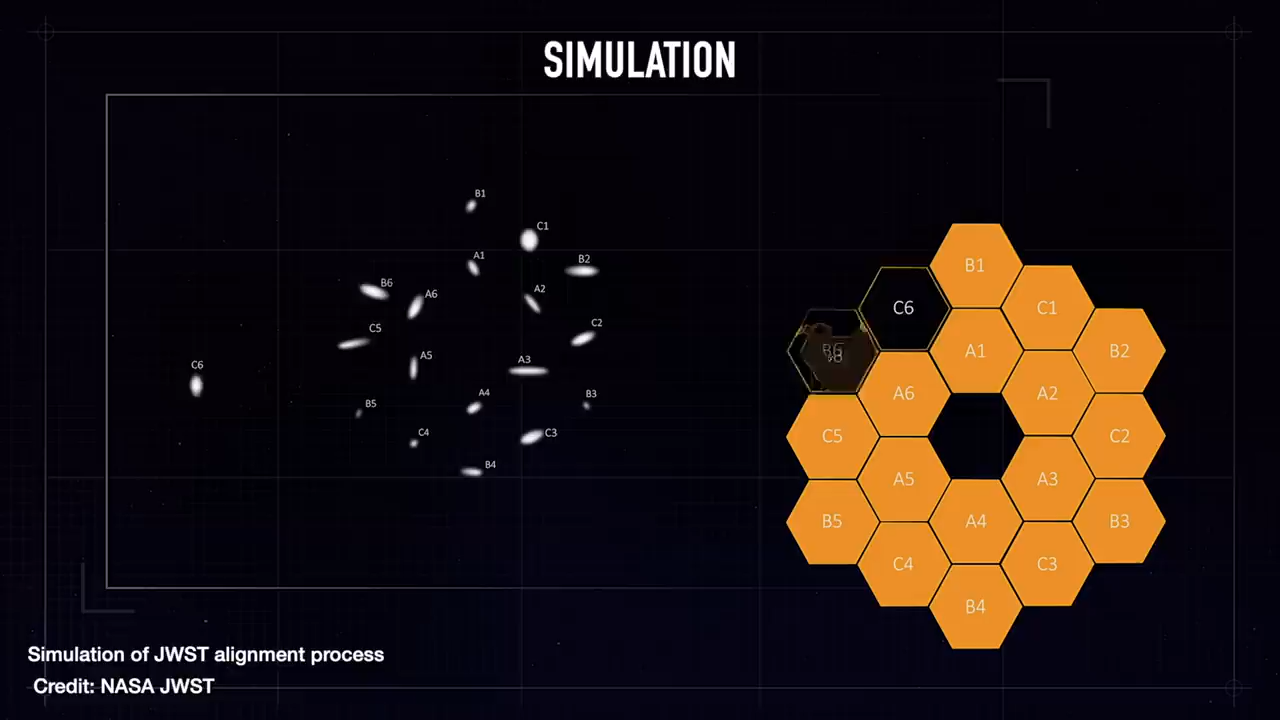 SIMULATION
B1
C1
A1
B2
B6
A6
A2
C5
C2
A5
A3
C6
A4
B3
B5
C4
C3
B4
B1
C6
C1
A1
B2
A6
A2
C5
C2
A5
A3
B5
A4
B3
C4
C3
B4
Simulation of JWST alignment process
Credit: NASA JWST